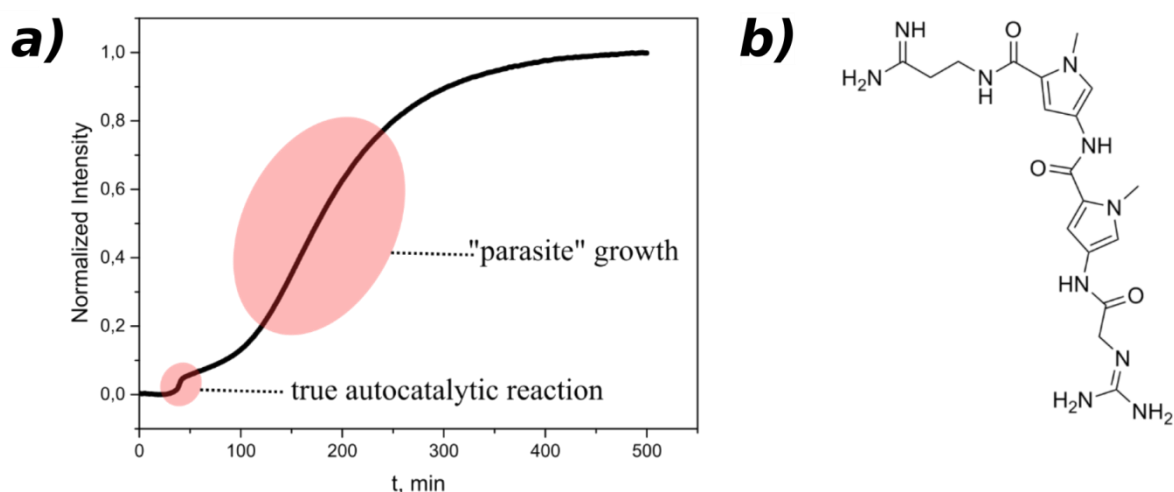 a)
Normalized Intensity
1,0
0,8
0,6
0,4
0,2
0,0
"parasite" growth
true autocatalytic reaction
0
100
200
300
400
500
t, min
b)
NH
H₂N
N
H
O
N
NH
O
N
HN
O
N
H₂N
NH₂